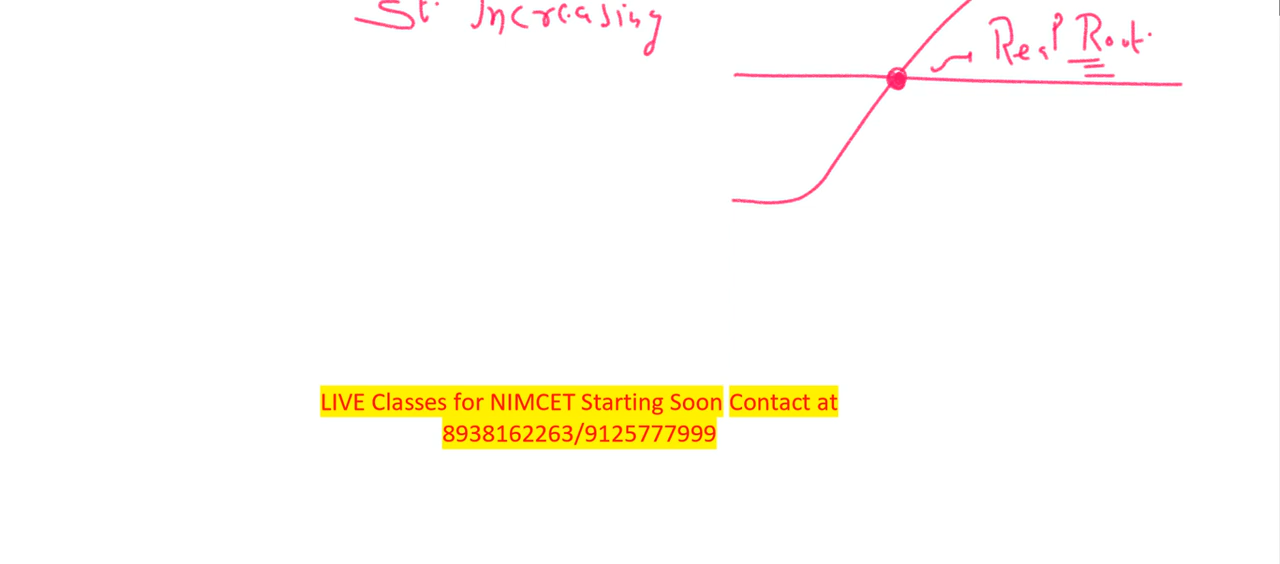 St. Increasing
Real Root.
LIVE Classes for NIMCET Starting Soon Contact at
8938162263/9125777999